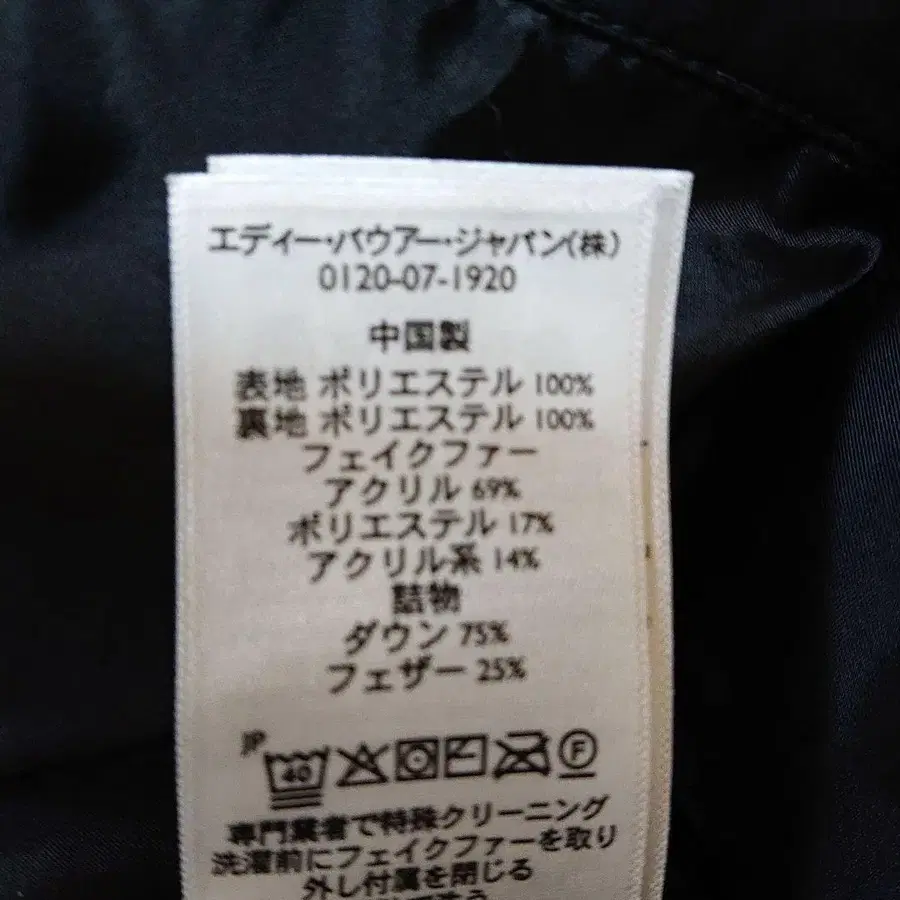 エディー・バウアー・ジャパン(株)
0120-07-1920
中国製
表地 ポリエステル 100%
裏地 ポリエステル 100%
フェイクファー
アクリル 69%
ポリエステル 17%
アクリル系 14%
詰物
ダウン 75%
フェザー 25%
JP
40 F
専門業者で特殊クリーニング
洗濯前にフェイクファーを取り
外し付属を閉じる